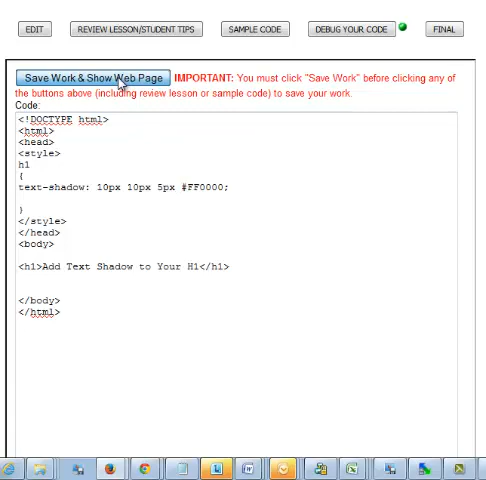 EDIT REVIEW LESSON/STUDENT TIPS SAMPLE CODE DEBUG YOUR CODE FINAL
Save Work & Show Web Page IMPORTANT: You must click "Save Work" before clicking any of
the buttons above (including review lesson or sample code) to save your work.
Code:
<!DOCTYPE html>
<html>
<head>
<style>
h1
{
text-shadow: 10px 10px 5px #FF0000;
}
</style>
</head>
<body>
<h1>Add Text Shadow to Your H1</h1>
</body>
</html>